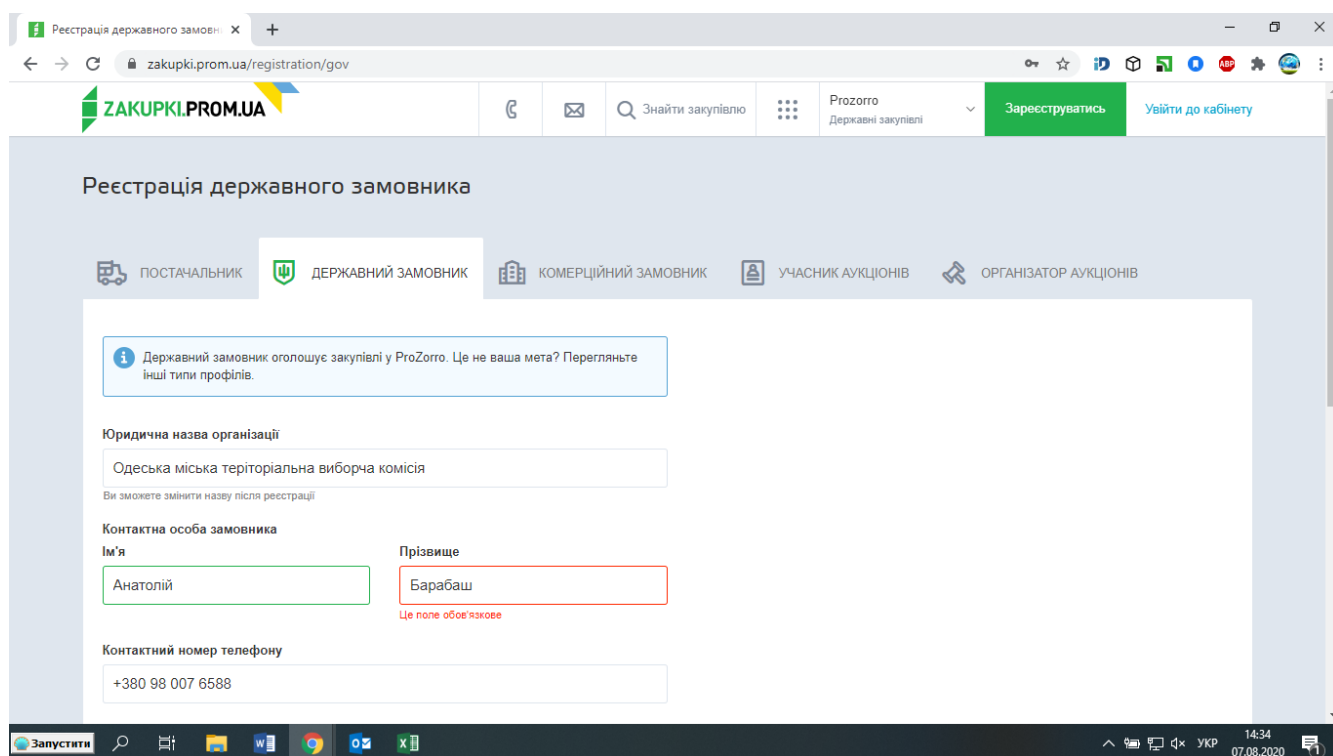 Реєстрація державного замовн
zakupki.prom.ua/registration/gov
ZAKUPKI.PROM.UA
Знайти закупівлю
Prozorro
Державні закупівлі
Зареєструватись
Увійти до кабінету
Реєстрація державного замовника
ПОСТАЧАЛЬНИК
ДЕРЖАВНИЙ ЗАМОВНИК
КОМЕРЦІЙНИЙ ЗАМОВНИК
УЧАСНИК АУКЦІОНІВ
ОРГАНІЗАТОР АУКЦІОНІВ
Державний замовник оголошує закупівлі у ProZorro. Це не ваша мета? Перегляньте
інші типи профілів.
Юридична назва організації
Одеська міська теріторіальна виборча комісія
Ви зможете змінити назву після реєстрації
Контактна особа замовника
Ім'я Прізвище
Анатолій Барабаш
Це поле обов'язкове
Контактний номер телефону
+380 98 007 6588
Запустити
УКР
14:34
07.08.2020
ABP